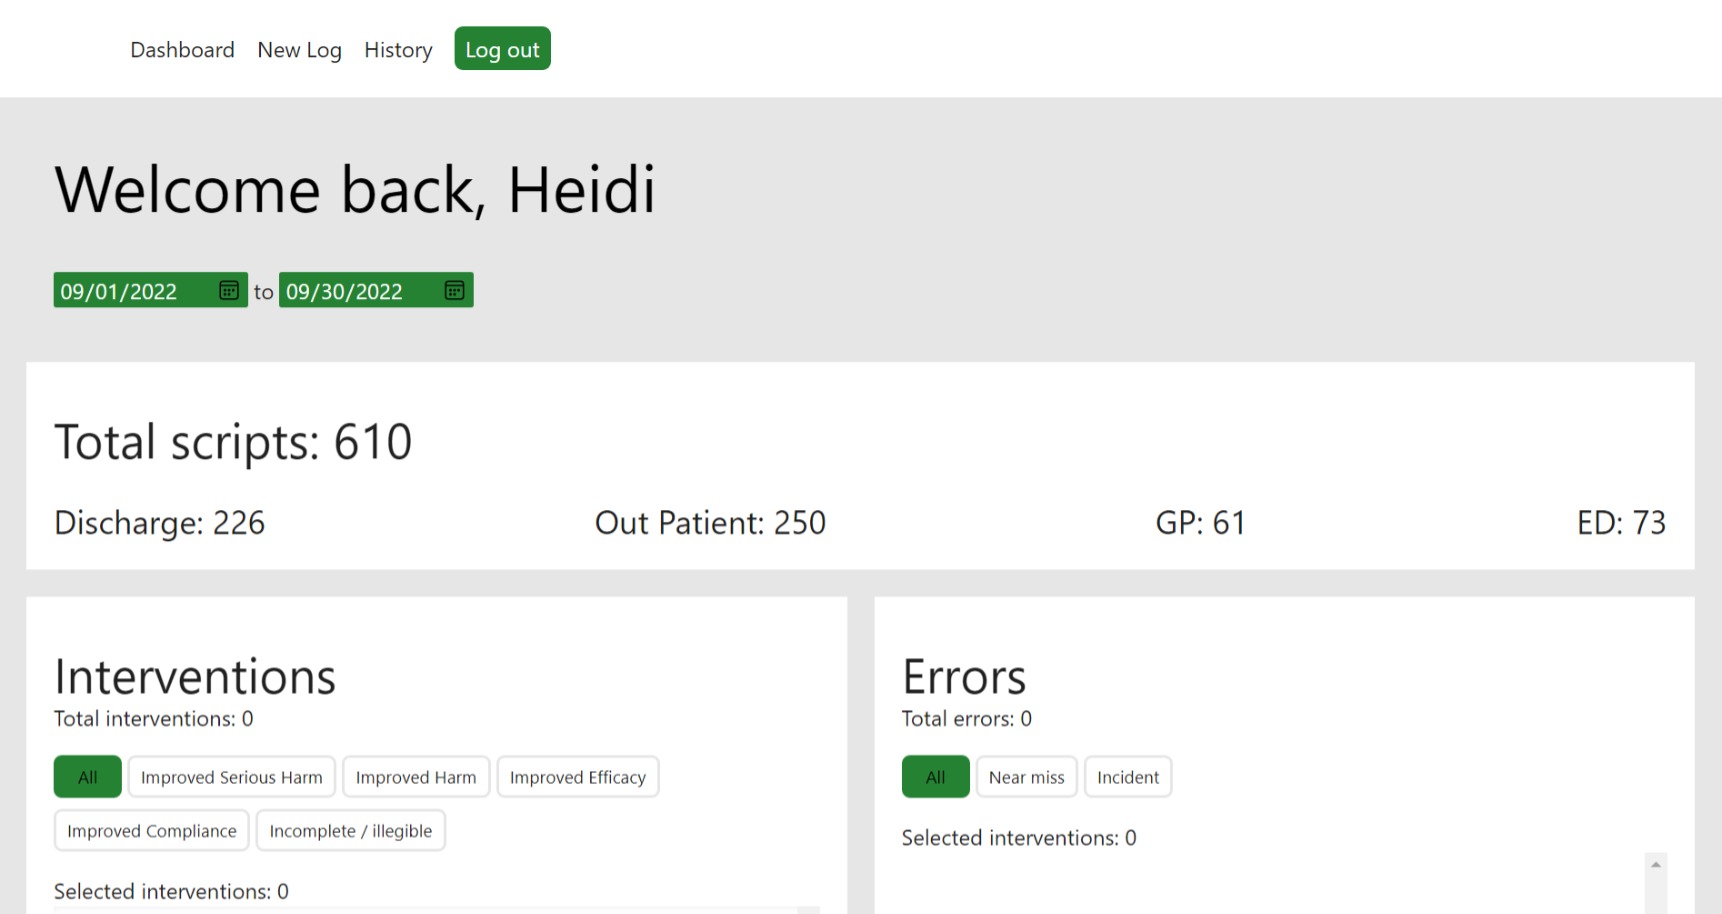 Dashboard New Log History Log out
Welcome back, Heidi
09/01/2022 to 09/30/2022
Total scripts: 610
Discharge: 226 Out Patient: 250 GP: 61 ED: 73
Interventions
Total interventions: 0
All Improved Serious Harm Improved Harm Improved Efficacy
Improved Compliance Incomplete / illegible
Selected interventions: 0
Errors
Total errors: 0
All Near miss Incident
Selected interventions: 0